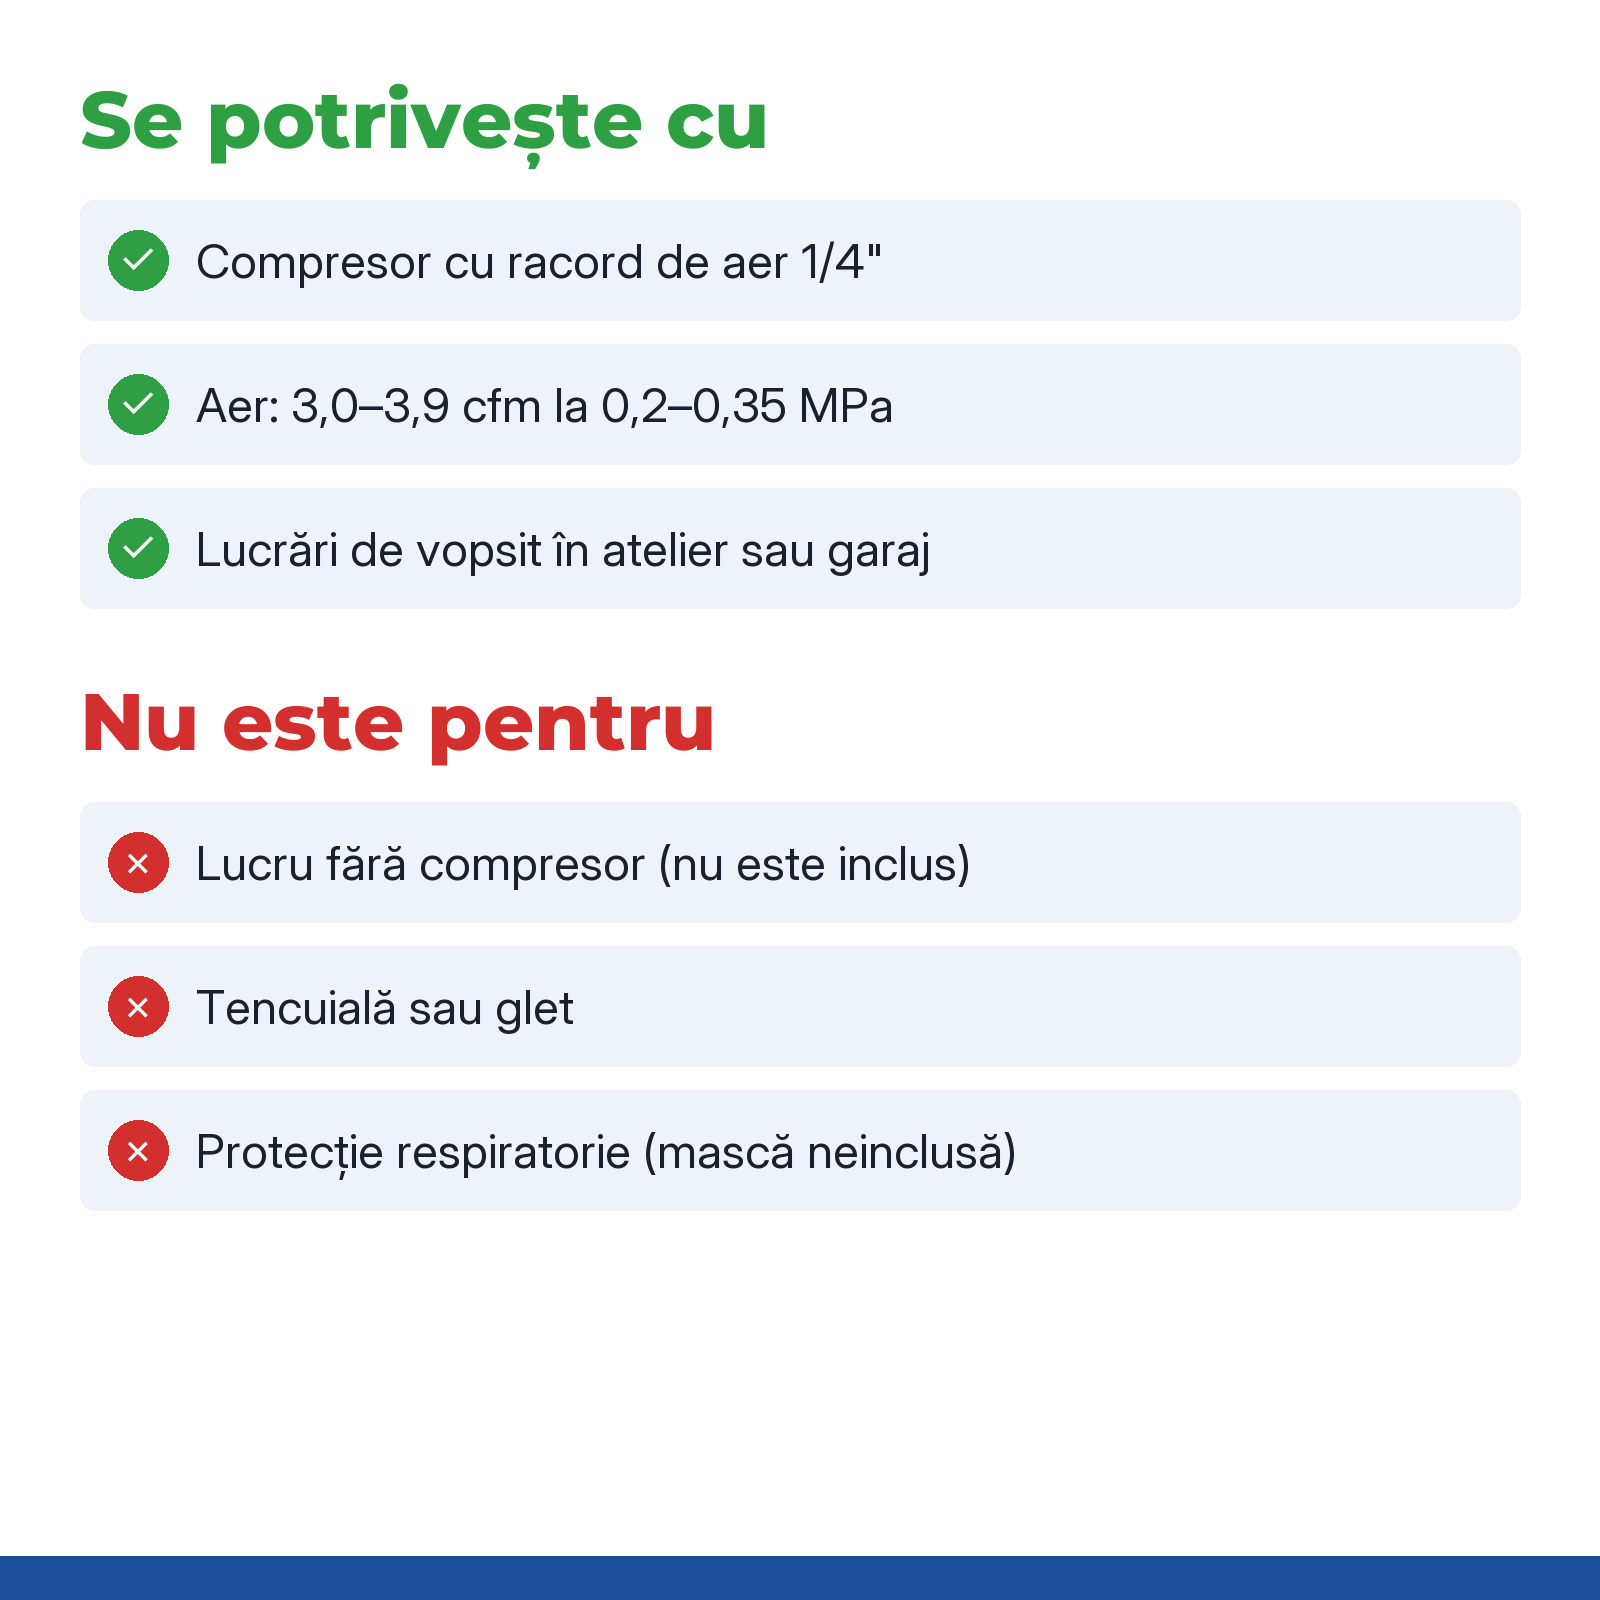 Se potrivește cu
Compresor cu racord de aer 1/4"
Aer: 3,0–3,9 cfm la 0,2–0,35 MPa
Lucrări de vopsit în atelier sau garaj
Nu este pentru
Lucru fără compresor (nu este inclus)
Tencuială sau glet
Protecție respiratorie (mască neinclusă)